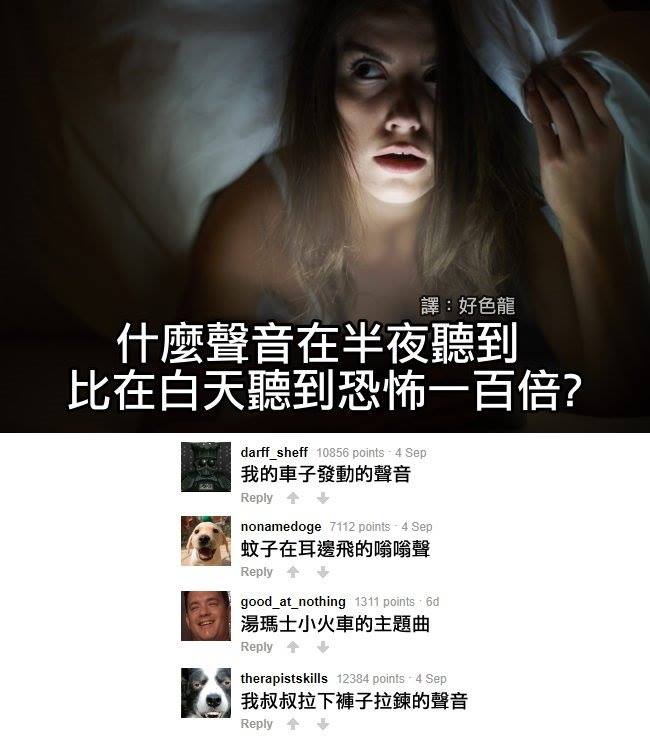 譯：好色龍
什麼聲音在半夜聽到
比在白天聽到恐怖一百倍?
darff_sheff 10856 points · 4 Sep
我的車子發動的聲音
Reply
nonamedoge 7112 points · 4 Sep
蚊子在耳邊飛的嗡嗡聲
Reply
good_at_nothing 1311 points · 6d
湯瑪士小火車的主題曲
Reply
therapistskills 12384 points · 4 Sep
我叔叔拉下褲子拉鍊的聲音
Reply